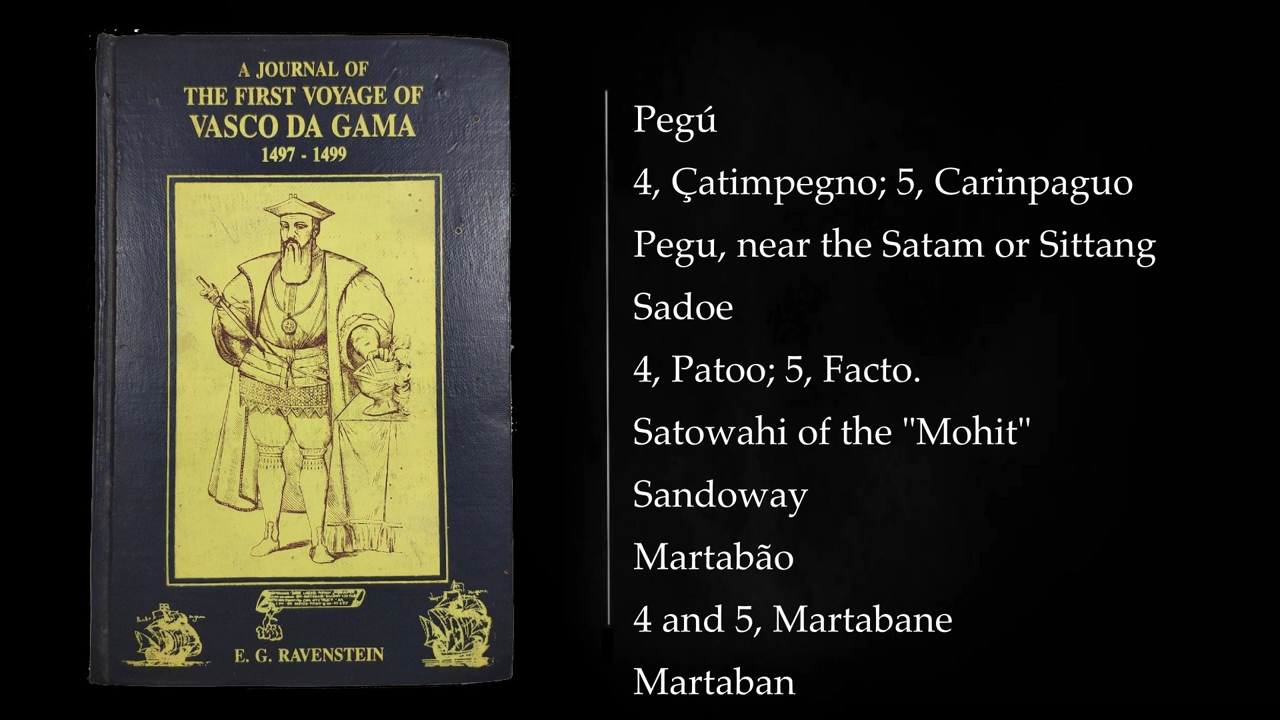 A JOURNAL OF
THE FIRST VOYAGE OF
VASCO DA GAMA
1497 - 1499
E. G. RAVENSTEIN
Pegú
4, Çatimpegno; 5, Carinpaguo
Pegu, near the Satam or Sittang
Sadoe
4, Patoo; 5, Facto.
Satowahi of the "Mohit"
Sandoway
Martabão
4 and 5, Martabane
Martaban